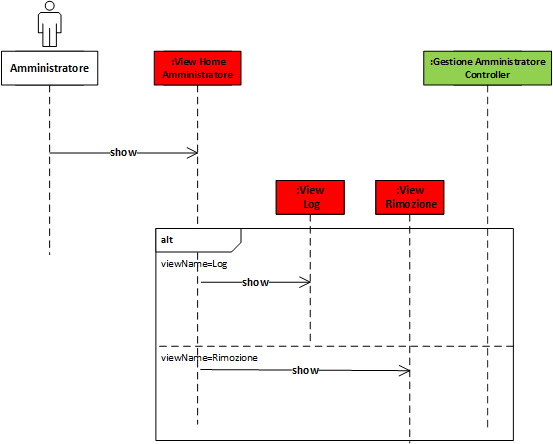 Amministratore
:View Home
Amministratore
:Gestione Amministratore
Controller
show
:View
Log
:View
Rimozione
alt
viewName=Log
show
viewName=Rimozione
show